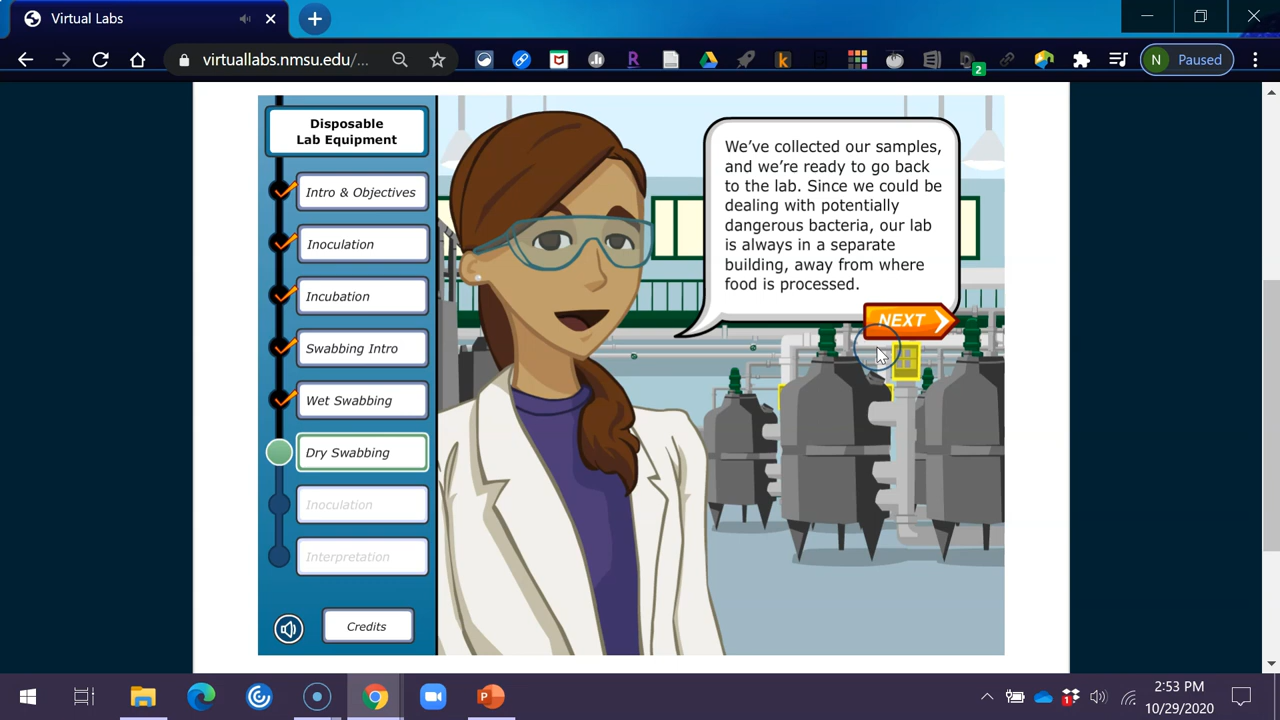 Virtual Labs
virtuallabs.nmsu.edu/...
2
N
Paused
Disposable
Lab Equipment
Intro & Objectives
Inoculation
Incubation
Swabbing Intro
Wet Swabbing
Dry Swabbing
Inoculation
Interpretation
Credits
We've collected our samples,
and we're ready to go back
to the lab. Since we could be
dealing with potentially
dangerous bacteria, our lab
is always in a separate
building, away from where
food is processed.
NEXT
1
2:53 PM
10/29/2020